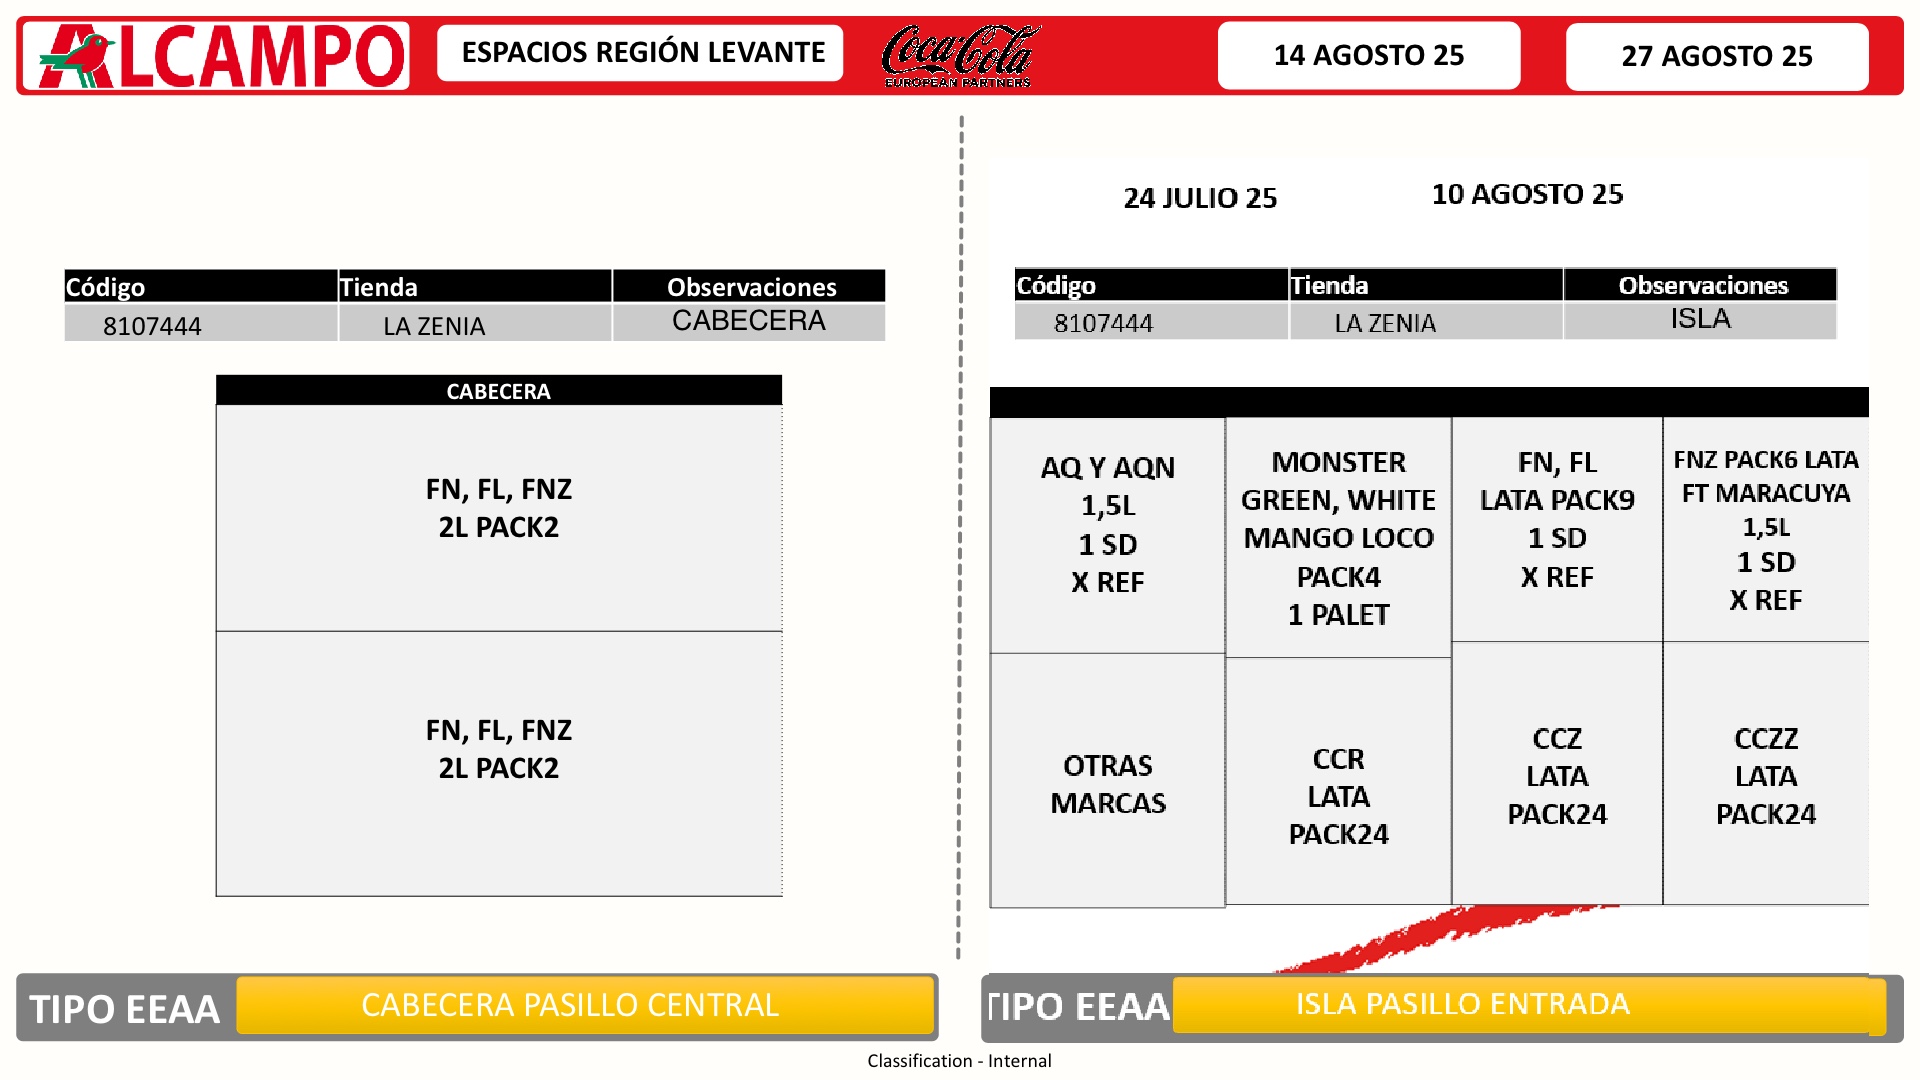 ALCAMPO
ESPACIOS REGIÓN LEVANTE
Coca-Cola
EUROPEAN PARTNERS
14 AGOSTO 25
27 AGOSTO 25
Código Tienda Observaciones
8107444 LA ZENIA CABECERA
CABECERA
FN, FL, FNZ
2L PACK2
FN, FL, FNZ
2L PACK2
TIPO EEAA
CABECERA PASILLO CENTRAL
24 JULIO 25
10 AGOSTO 25
Código Tienda Observaciones
8107444 LA ZENIA ISLA
AQ Y AQN
1,5L
1 SD
X REF
MONSTER
GREEN, WHITE
MANGO LOCO
PACK4
1 PALET
FN, FL
LATA PACK9
1 SD
X REF
FNZ PACK6 LATA
FT MARACUYA
1,5L
1 SD
X REF
OTRAS
MARCAS
CCR
LATA
PACK24
CCZ
LATA
PACK24
CCZZ
LATA
PACK24
TIPO EEAA
ISLA PASILLO ENTRADA
Classification - Internal